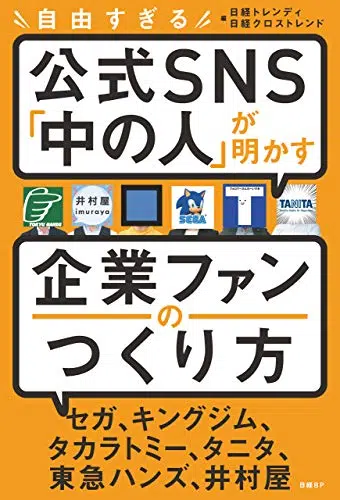 自由すぎる
編 日経トレンディ
日経クロストレンド
公式SNS
「中の人」が
明かす
TOKYU HANDS
井村屋
imuraya
SEGA
T
TANITA
企業ファン
の
つくり方
セガ、キングジム、
タカラトミー、タニタ、
東急ハンズ、井村屋
日経BP